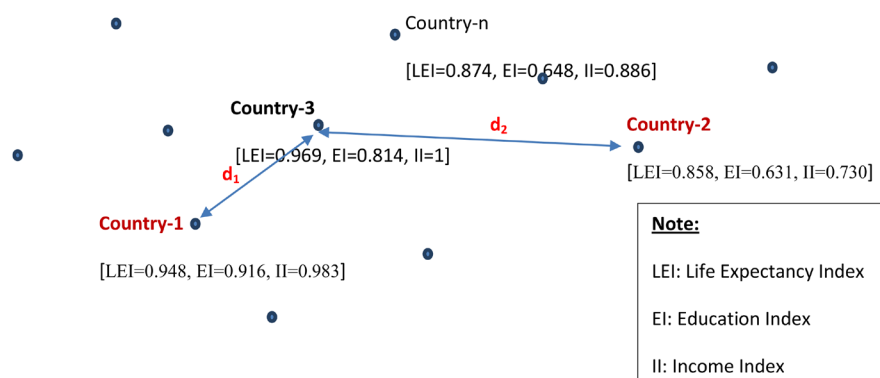 Country-n
[LEI=0.874, EI=0.648, II=0.886]
Country-3
[LEI=0.969, EI=0.814, II=1]
d₂
Country-2
[LEI=0.858, EI=0.631, II=0.730]
d₁
Country-1
[LEI=0.948, EI=0.916, II=0.983]
Note:
LEI: Life Expectancy Index
EI: Education Index
II: Income Index